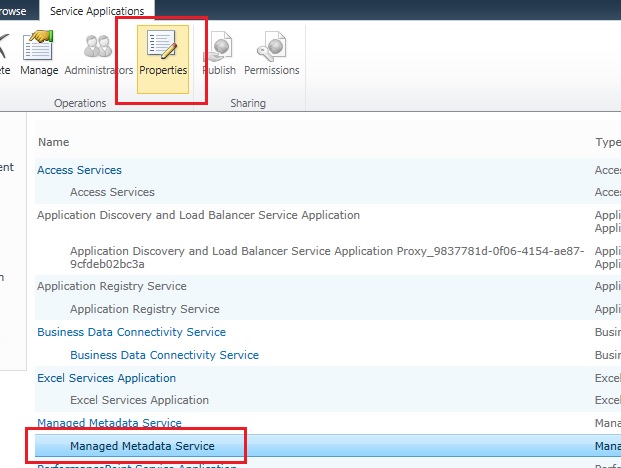 rowse Service Applications
te Manage Administrators Properties Publish Permissions
Operations Sharing
ent
n
Name Type
Access Services Acces
Access Services Acces
Application Discovery and Load Balancer Service Application Appli
Appli
Application Discovery and Load Balancer Service Application Proxy_9837781d-0f06-4154-ae87- Appli
9cfdeb02bc3a Appli
Application Registry Service Appli
Application Registry Service Appli
Business Data Connectivity Service Busin
Business Data Connectivity Service Busin
Excel Services Application Excel
Excel Services Application Excel
Managed Metadata Service Mana
Managed Metadata Service Mana
PerformancePoint Service Application